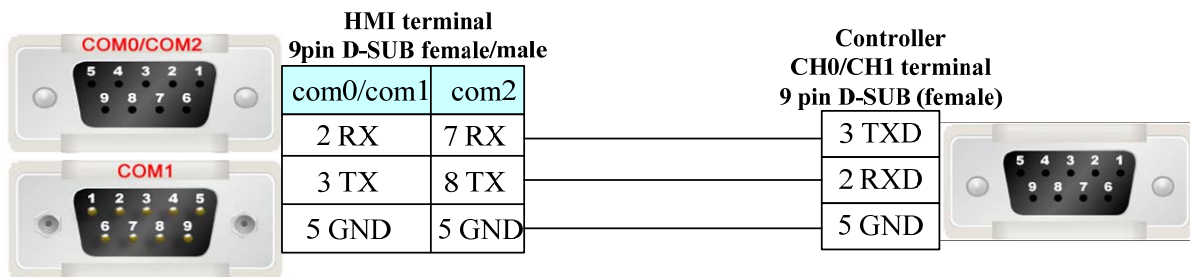 COM0/COM2
5 4 3 2 1
9 8 7 6
COM1
1 2 3 4 5
6 7 8 9
HMI terminal
9pin D-SUB female/male
com0/com1 com2
2 RX 7 RX
3 TX 8 TX
5 GND 5 GND
Controller
CH0/CH1 terminal
9 pin D-SUB (female)
3 TXD
2 RXD
5 GND
5 4 3 2 1
9 8 7 6